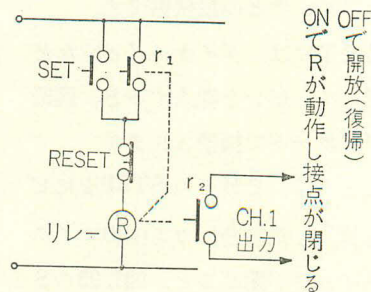 SET
r₁
RESET
リレー
R
r₂
CH.1
出力
OFFで開放(復帰)
ONでRが動作し接点が閉じる